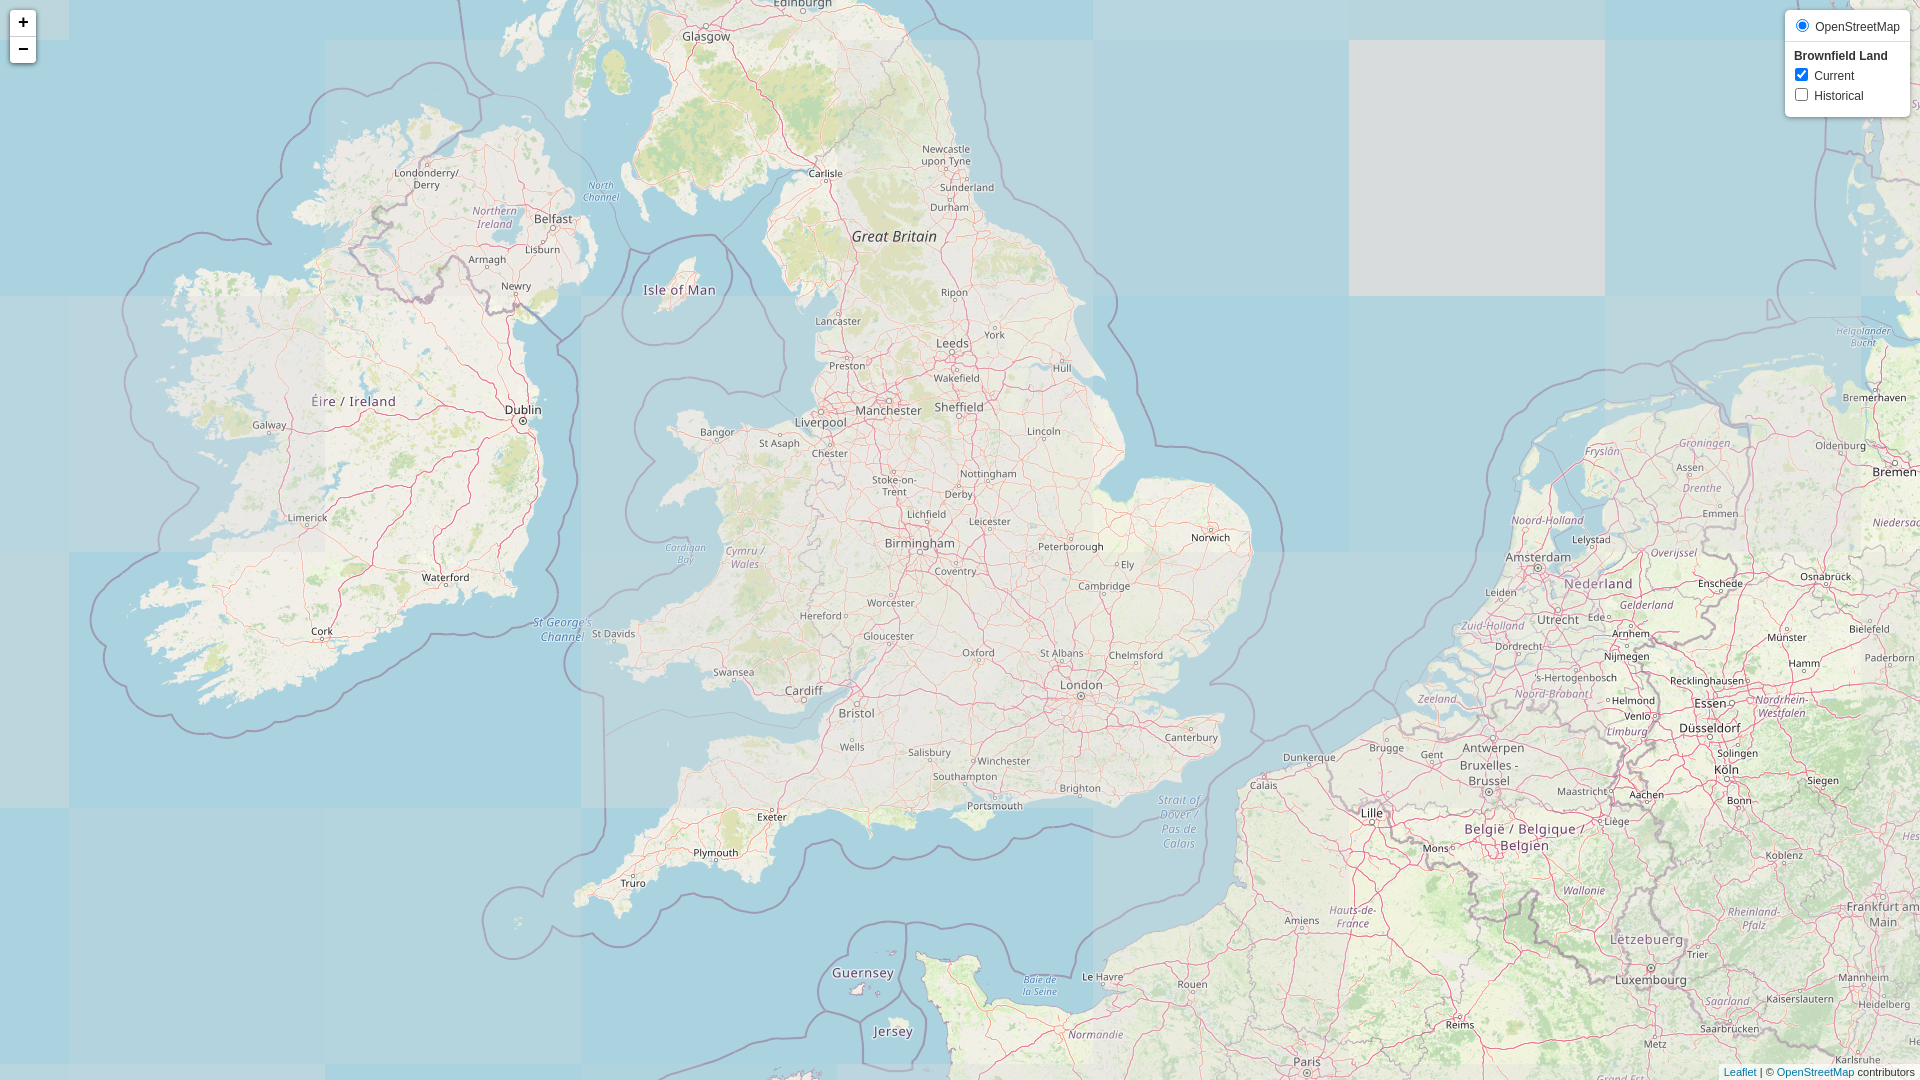 +
−
OpenStreetMap
Brownfield Land
Current
Historical
Edinburgh
Glasgow
Londonderry/
Derry
North
Channel
Northern
Ireland
Belfast
Lisburn
Armagh
Newry
Carlisle
Newcastle
upon Tyne
Sunderland
Durham
Great Britain
Isle of Man
Ripon
Lancaster
York
Leeds
Preston
Hull
Wakefield
Éire / Ireland
Dublin
Galway
Manchester
Sheffield
Liverpool
Bangor
St Asaph
Chester
Lincoln
Stoke-on-
Trent
Nottingham
Derby
Limerick
Lichfield
Leicester
Birmingham
Peterborough
Norwich
Cardigan
Bay
Cymru /
Wales
Coventry
Ely
Cambridge
Waterford
Worcester
Hereford
St George's
Channel
St Davids
Cork
Gloucester
Oxford
St Albans
Chelmsford
Swansea
Cardiff
London
Bristol
Canterbury
Wells
Salisbury
Winchester
Southampton
Portsmouth
Brighton
Exeter
Plymouth
Truro
Strait of
Dover /
Pas de
Calais
Calais
Dunkerque
Brugge
Gent
Antwerpen
Bruxelles -
Brussel
Maastricht
Aachen
Köln
Bonn
Siegen
Lille
Mons
België / Belgique /
Belgien
Liège
Koblenz
Wallonie
Hauts-de-
France
Amiens
Rheinland-
Pfalz
Frankfurt am
Main
Lëtzebuerg
Trier
Luxembourg
Mannheim
Guernsey
Jersey
Baie de
la Seine
Le Havre
Rouen
Normandie
Reims
Saarland
Kaiserslautern
Heidelberg
Saarbrücken
Metz
Paris
Karlsruhe
Helgoländer
Bucht
Bremerhaven
Groningen
Fryslân
Assen
Drenthe
Oldenburg
Bremen
Emmen
Noord-Holland
Lelystad
Amsterdam
Overijssel
Nederland
Enschede
Osnabrück
Leiden
Gelderland
Utrecht
Ede
Zuid-Holland
Arnhem
Münster
Bielefeld
Dordrecht
Nijmegen
Hamm
Paderborn
's-Hertogenbosch
Recklinghausen
Zeeland
Noord-Brabant
Helmond
Essen
Nordrhein-
Westfalen
Venlo
Limburg
Düsseldorf
Solingen
Leaflet | © OpenStreetMap contributors